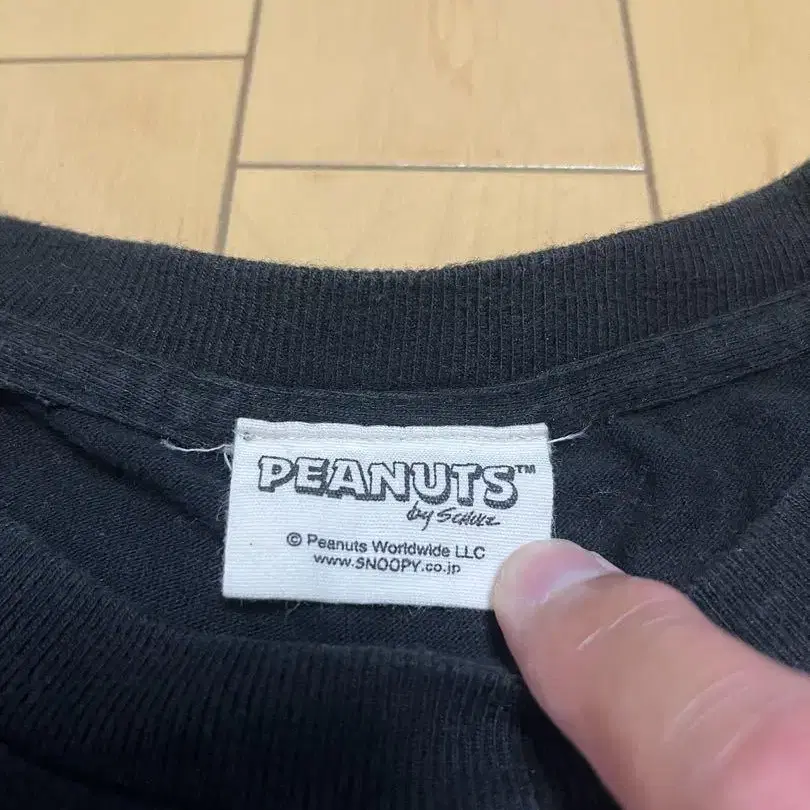 PEANUTS™
by SCHULZ
© Peanuts Worldwide LLC
www.SNOOPY.co.jp